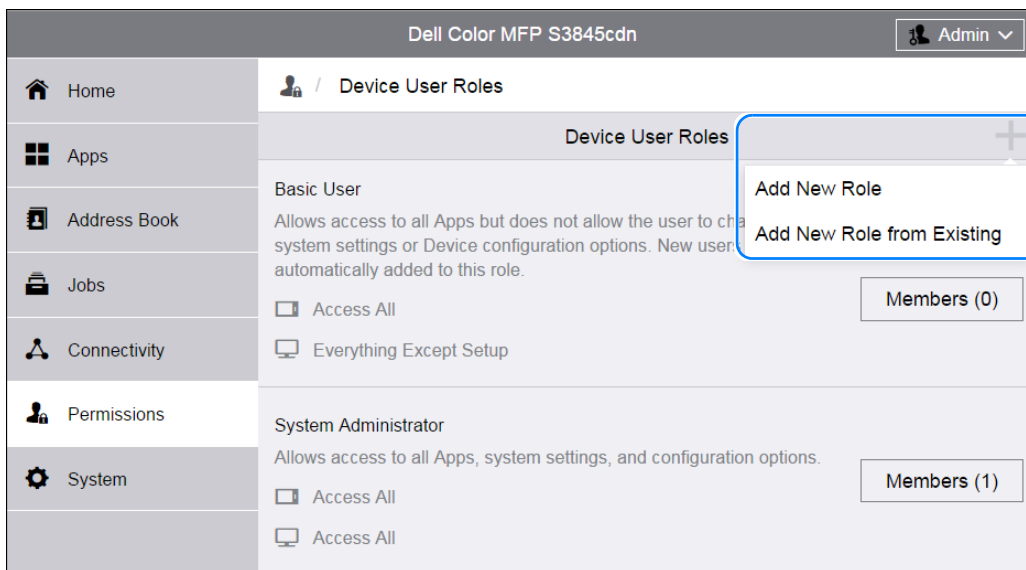 Dell Color MFP S3845cdn
Admin
Home
Apps
Address Book
Jobs
Connectivity
Permissions
System
/ Device User Roles
Device User Roles
Add New Role
Add New Role from Existing
Basic User
Allows access to all Apps but does not allow the user to
system settings or Device configuration options. New
automatically added to this role.
Access All
Everything Except Setup
Members (0)
System Administrator
Allows access to all Apps, system settings, and configuration options.
Access All
Access All
Members (1)